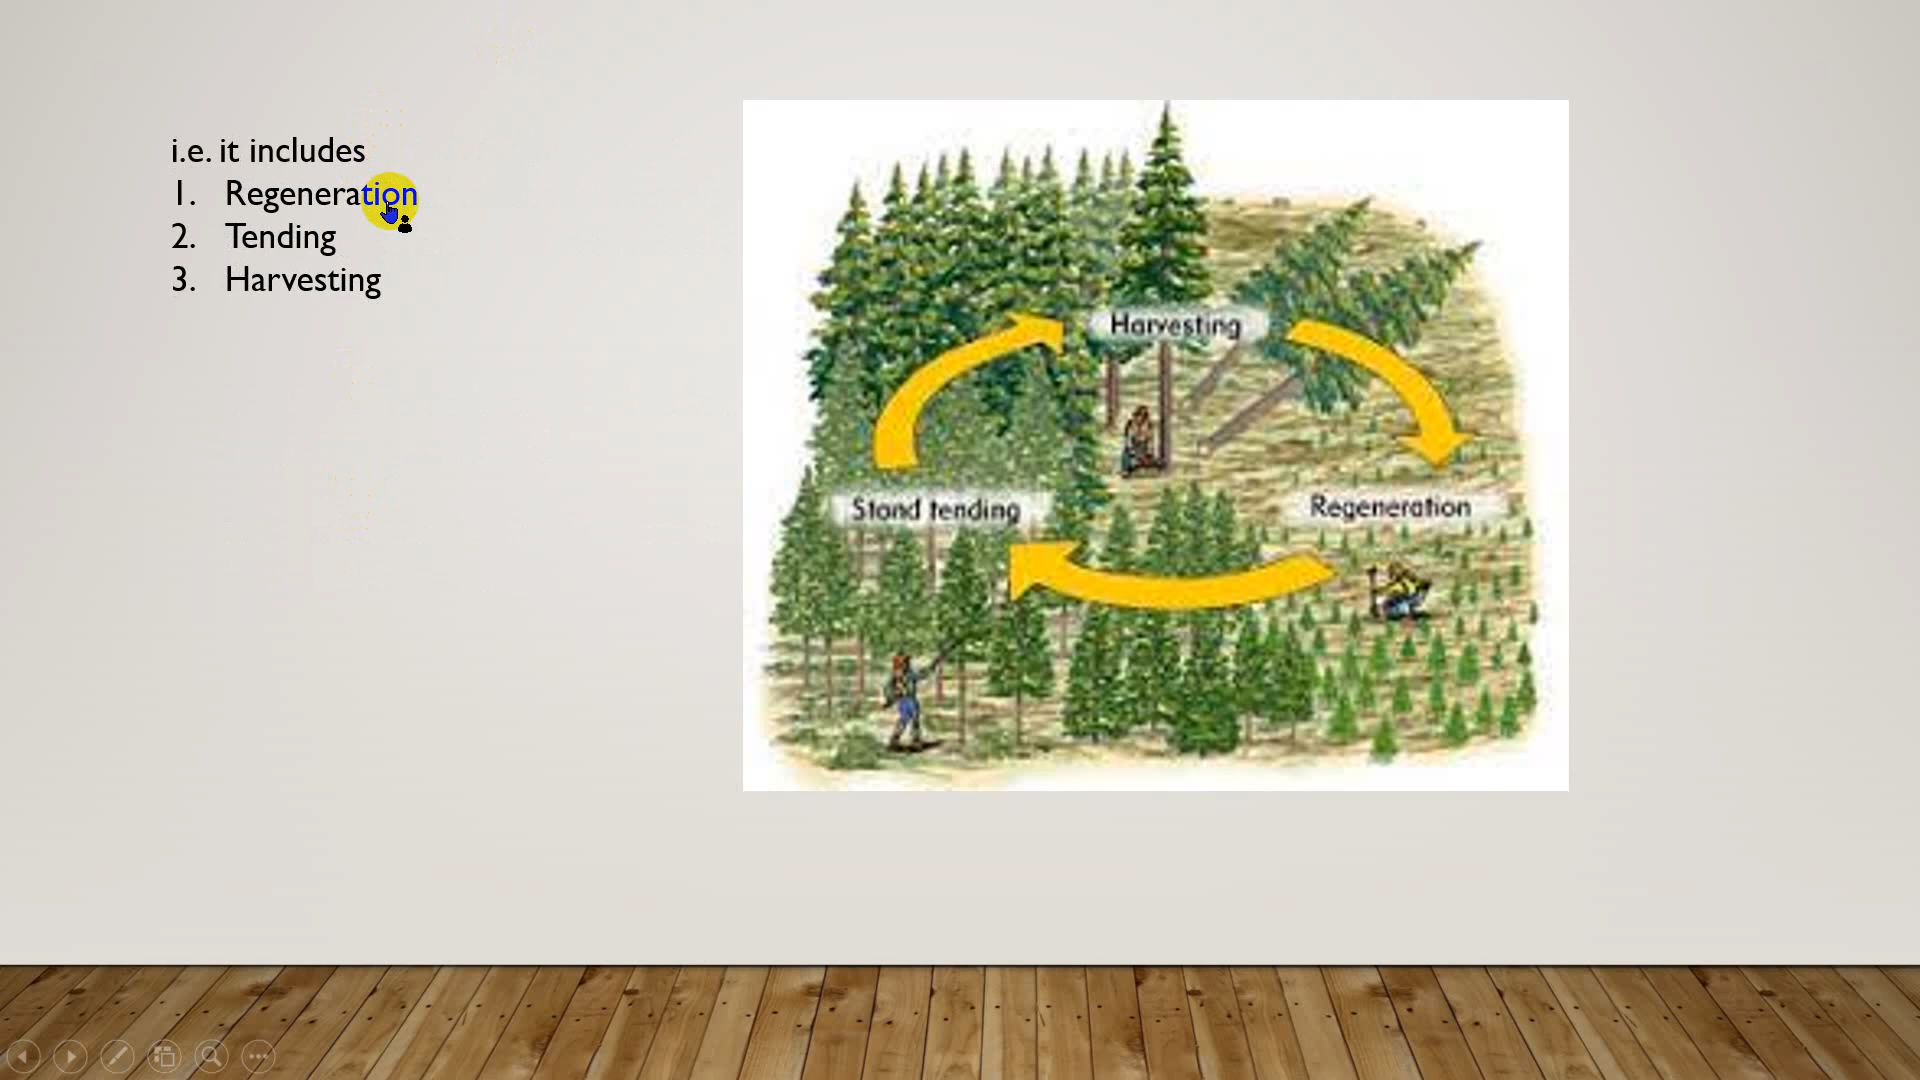 i.e. it includes
1. Regeneration
2. Tending
3. Harvesting
Harvesting
Stand tending
Regeneration